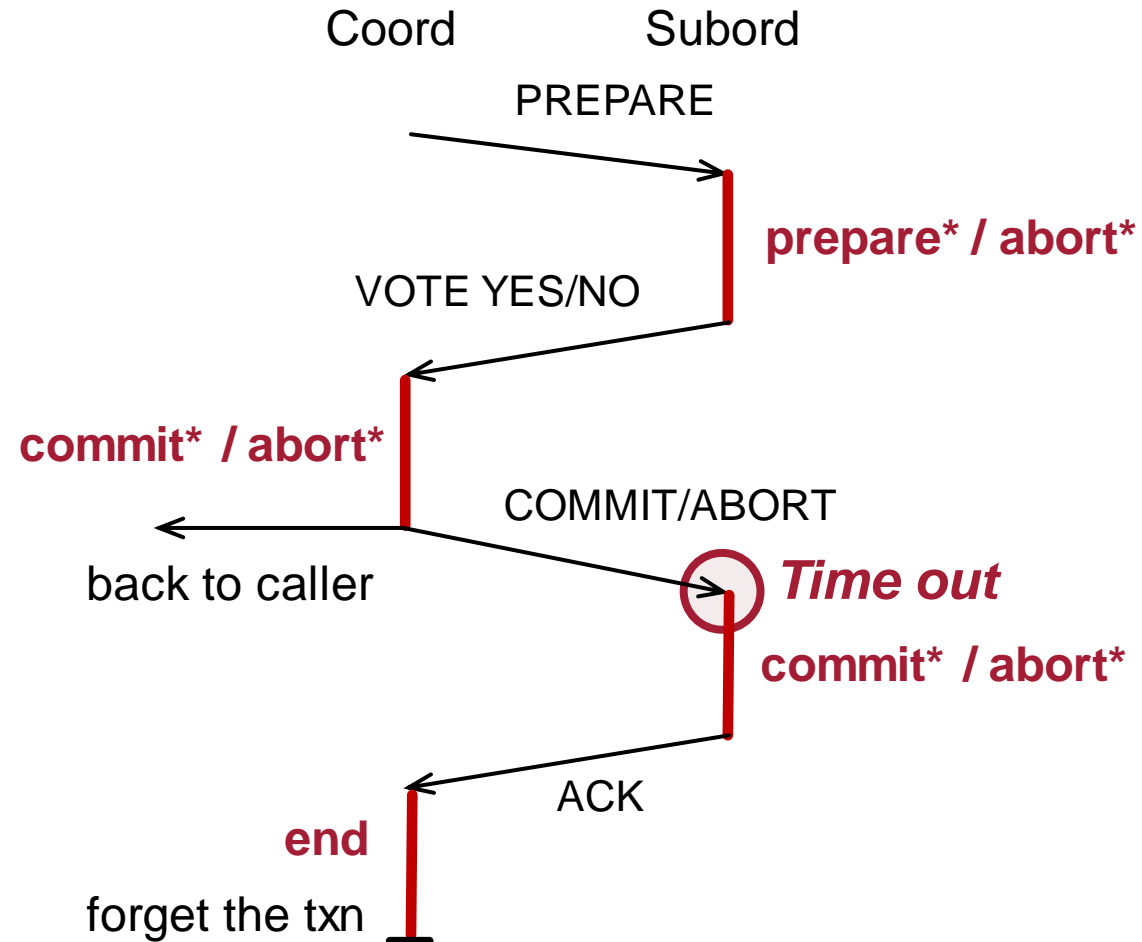 Coord Subord
PREPARE
prepare* / abort*
VOTE YES/NO
commit* / abort*
COMMIT/ABORT
back to caller
Time out
commit* / abort*
ACK
end
forget the txn